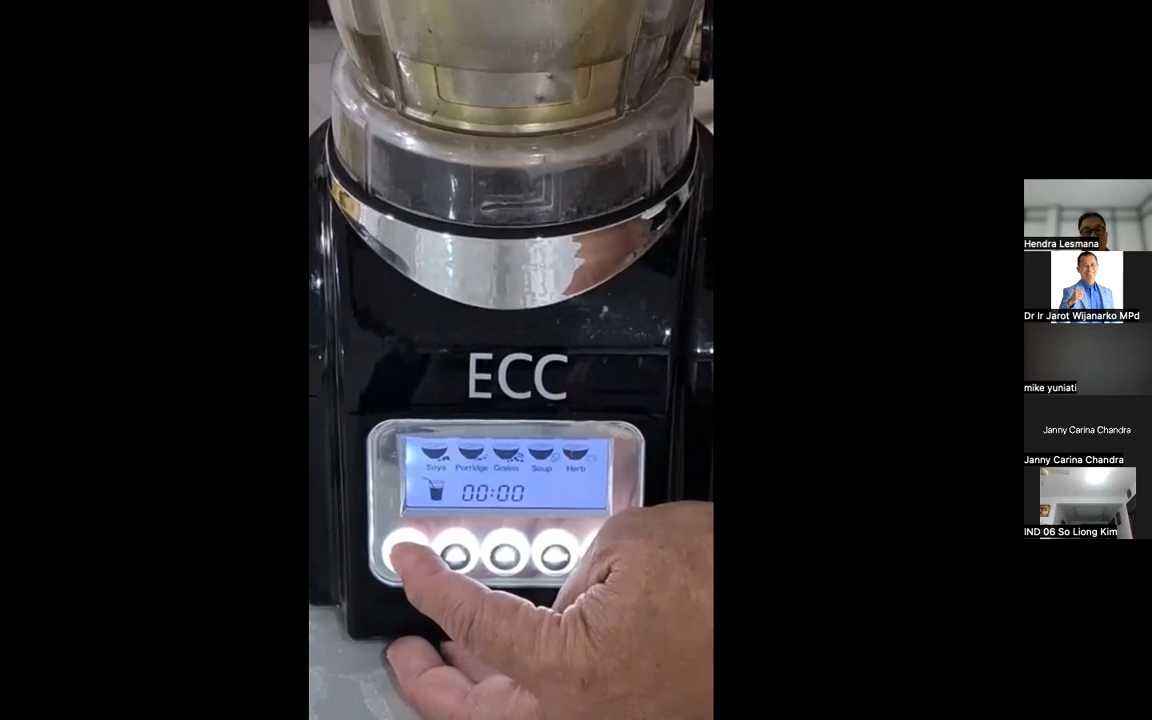 ECC
Soya Porridge Grains Soup Herb
00:00
Hendra Lesmana
Dr Ir Jarot Wijanarko MPd
mike yuniati
Janny Carina Chandra
Janny Carina Chandra
IND 06 So Liong Kim